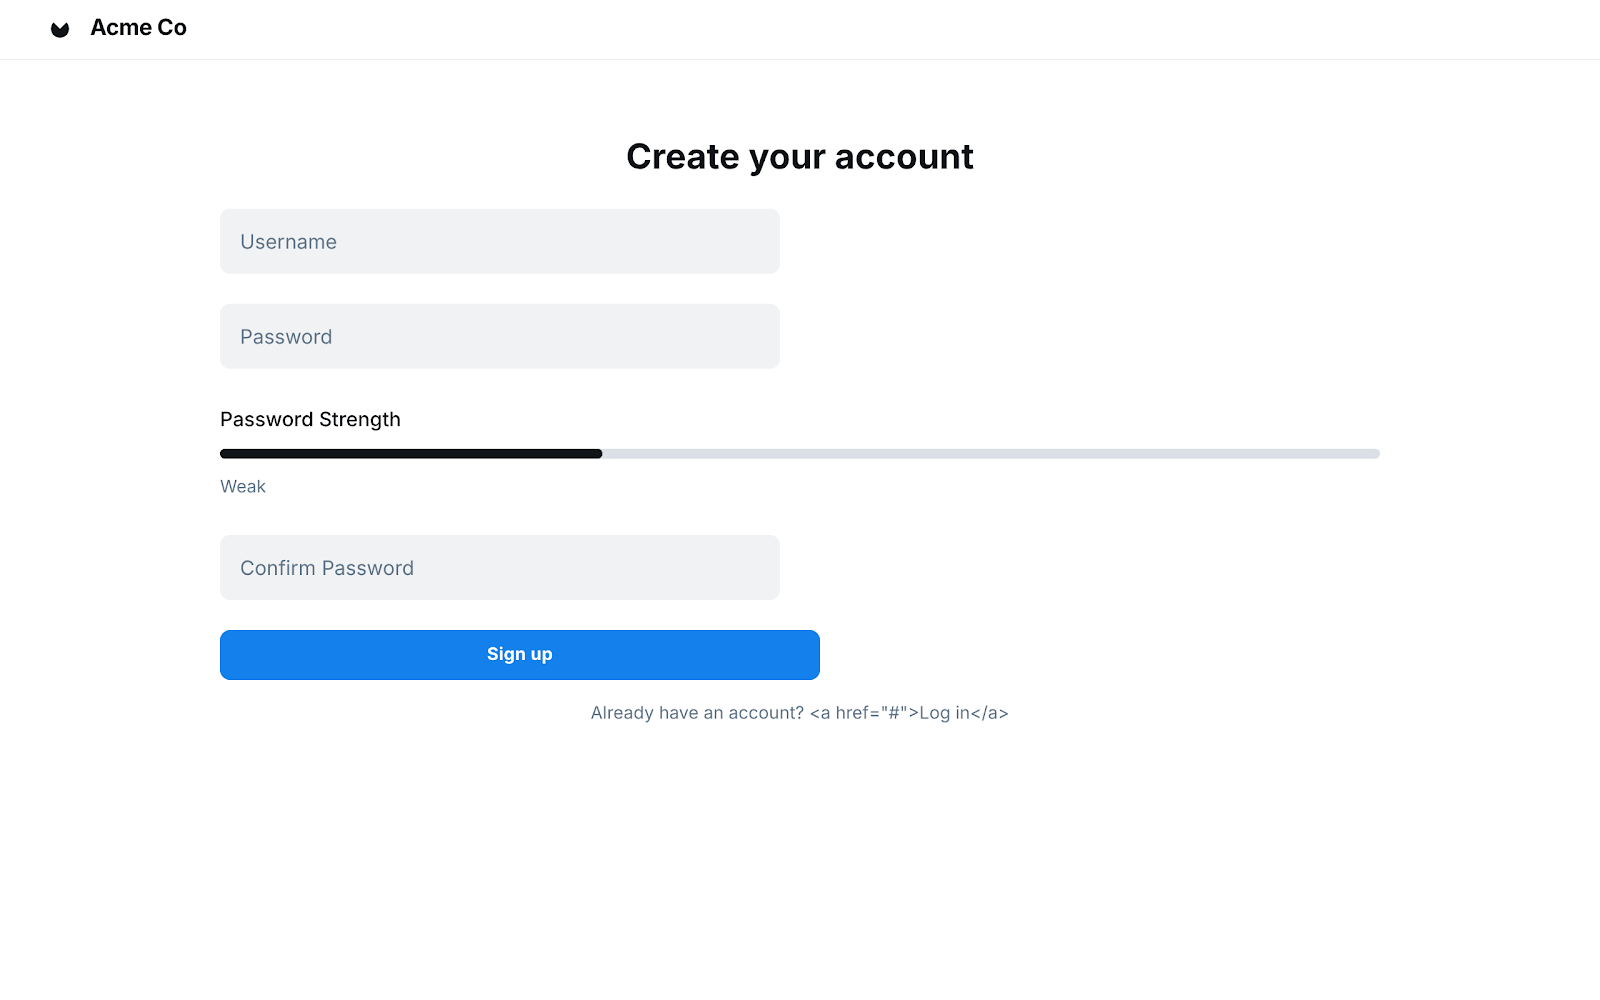 Acme Co
Create your account
Username
Password
Password Strength
Weak
Confirm Password
Sign up
Already have an account? <a href="#">Log in</a>